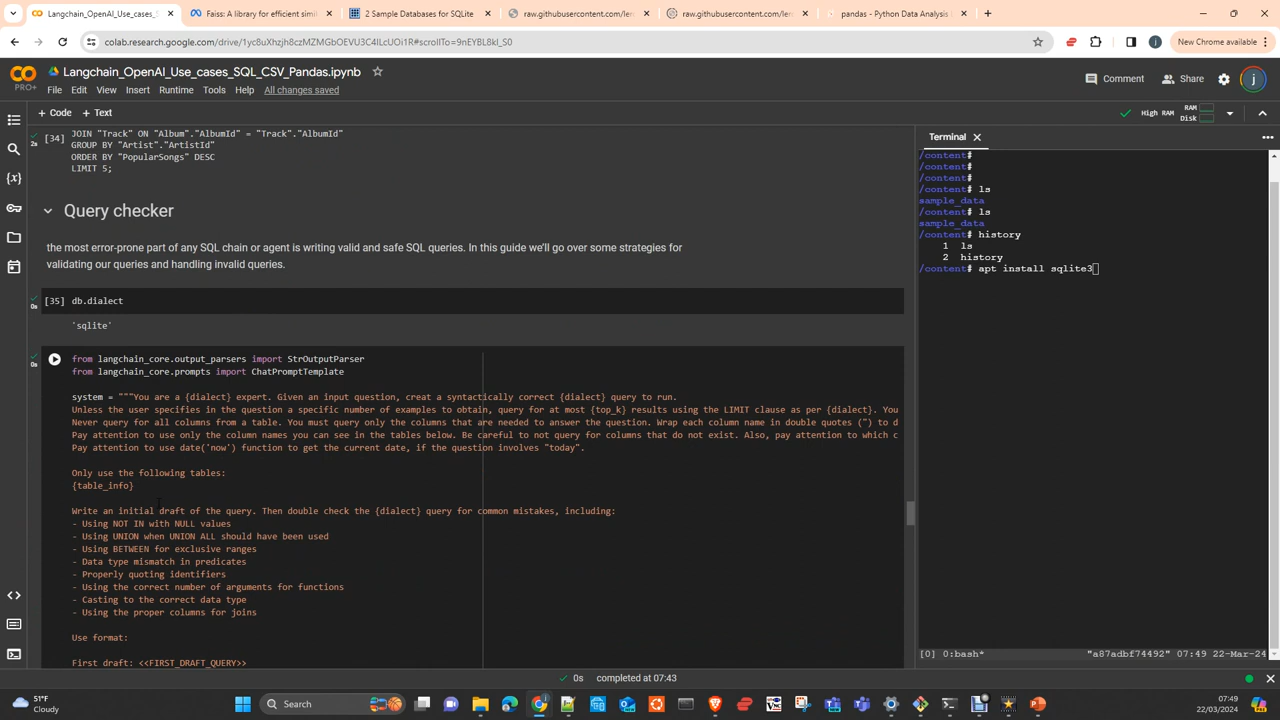 Langchain_OpenAI_Use_cases_S
Faiss: A library for efficient simi
2 Sample Databases for SQLite
raw.githubusercontent.com/ler
raw.githubusercontent.com/ler
pandas - Python Data Analysis
New Chrome available
Langchain_OpenAI_Use_cases_SQL_CSV_Pandas.ipynb
PRO+
File Edit View Insert Runtime Tools Help All changes saved
Comment Share j
+ Code + Text
High RAM RAM Disk
[34] JOIN "Track" ON "Album"."AlbumId" = "Track"."AlbumId"
2s
GROUP BY "Artist"."ArtistId"
ORDER BY "PopularSongs" DESC
LIMIT 5;
Query checker
the most error-prone part of any SQL chain or agent is writing valid and safe SQL queries. In this guide we'll go over some strategies for
validating our queries and handling invalid queries.
[35] db.dialect
0s
'sqlite'
from langchain_core.output_parsers import StrOutputParser
0s
from langchain_core.prompts import ChatPromptTemplate
system = """You are a {dialect} expert. Given an input question, creat a syntactically correct {dialect} query to run.
Unless the user specifies in the question a specific number of examples to obtain, query for at most {top_k} results using the LIMIT clause as per {dialect}. You
Never query for all columns from a table. You must query only the columns that are needed to answer the question. Wrap each column name in double quotes (") to d
Pay attention to use only the column names you can see in the tables below. Be careful to not query for columns that do not exist. Also, pay attention to which c
Pay attention to use date('now') function to get the current date, if the question involves "today".
Only use the following tables:
{table_info}
Write an initial draft of the query. Then double check the {dialect} query for common mistakes, including:
- Using NOT IN with NULL values
- Using UNION when UNION ALL should have been used
- Using BETWEEN for exclusive ranges
- Data type mismatch in predicates
- Properly quoting identifiers
- Using the correct number of arguments for functions
- Casting to the correct data type
- Using the proper columns for joins
Use format:
First draft: <<FIRST_DRAFT_QUERY>>
Terminal
/content#
/content#
/content#
/content# ls
sample_data
/content# ls
sample_data
/content# history
1 ls
2 history
/content# apt install sqlite3
[0] 0:bash* "a87adbf74492" 07:49 22-Mar-24
0s completed at 07:43
51°F
Cloudy
Search
07:49
22/03/2024